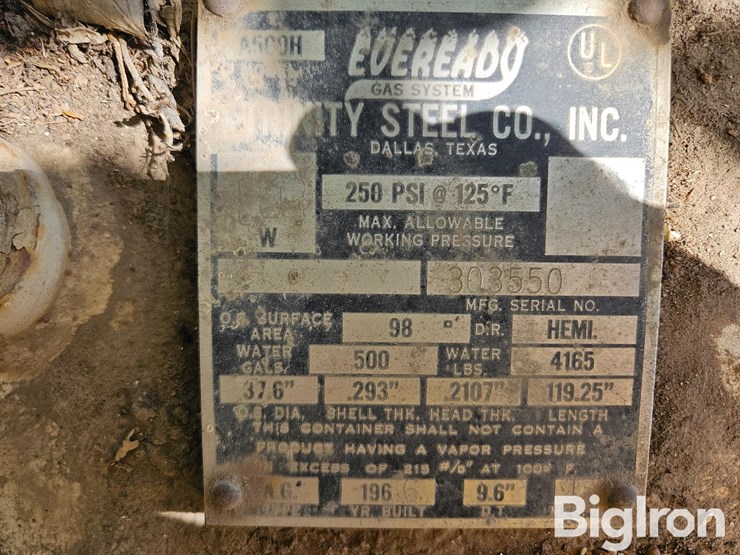 A500H
EVEREADY
GAS SYSTEM
UL
STEEL CO., INC.
DALLAS, TEXAS
250 PSI @ 125°F
MAX. ALLOWABLE
WORKING PRESSURE
W
303550
MFG. SERIAL NO.
O.S. SURFACE
AREA
98
D.R.
HEMI.
WATER
GALS.
500
WATER
LBS.
4165
37.6" .293" .2107" 119.25"
O.S. DIA. SHELL THK. HEAD THK. LENGTH
THIS CONTAINER SHALL NOT CONTAIN A
PRODUCT HAVING A VAPOR PRESSURE
IN EXCESS OF 215 #/□" AT 100° F.
A.G. 196 9.6"
TYPE YR. BUILT D.T.
BigIron